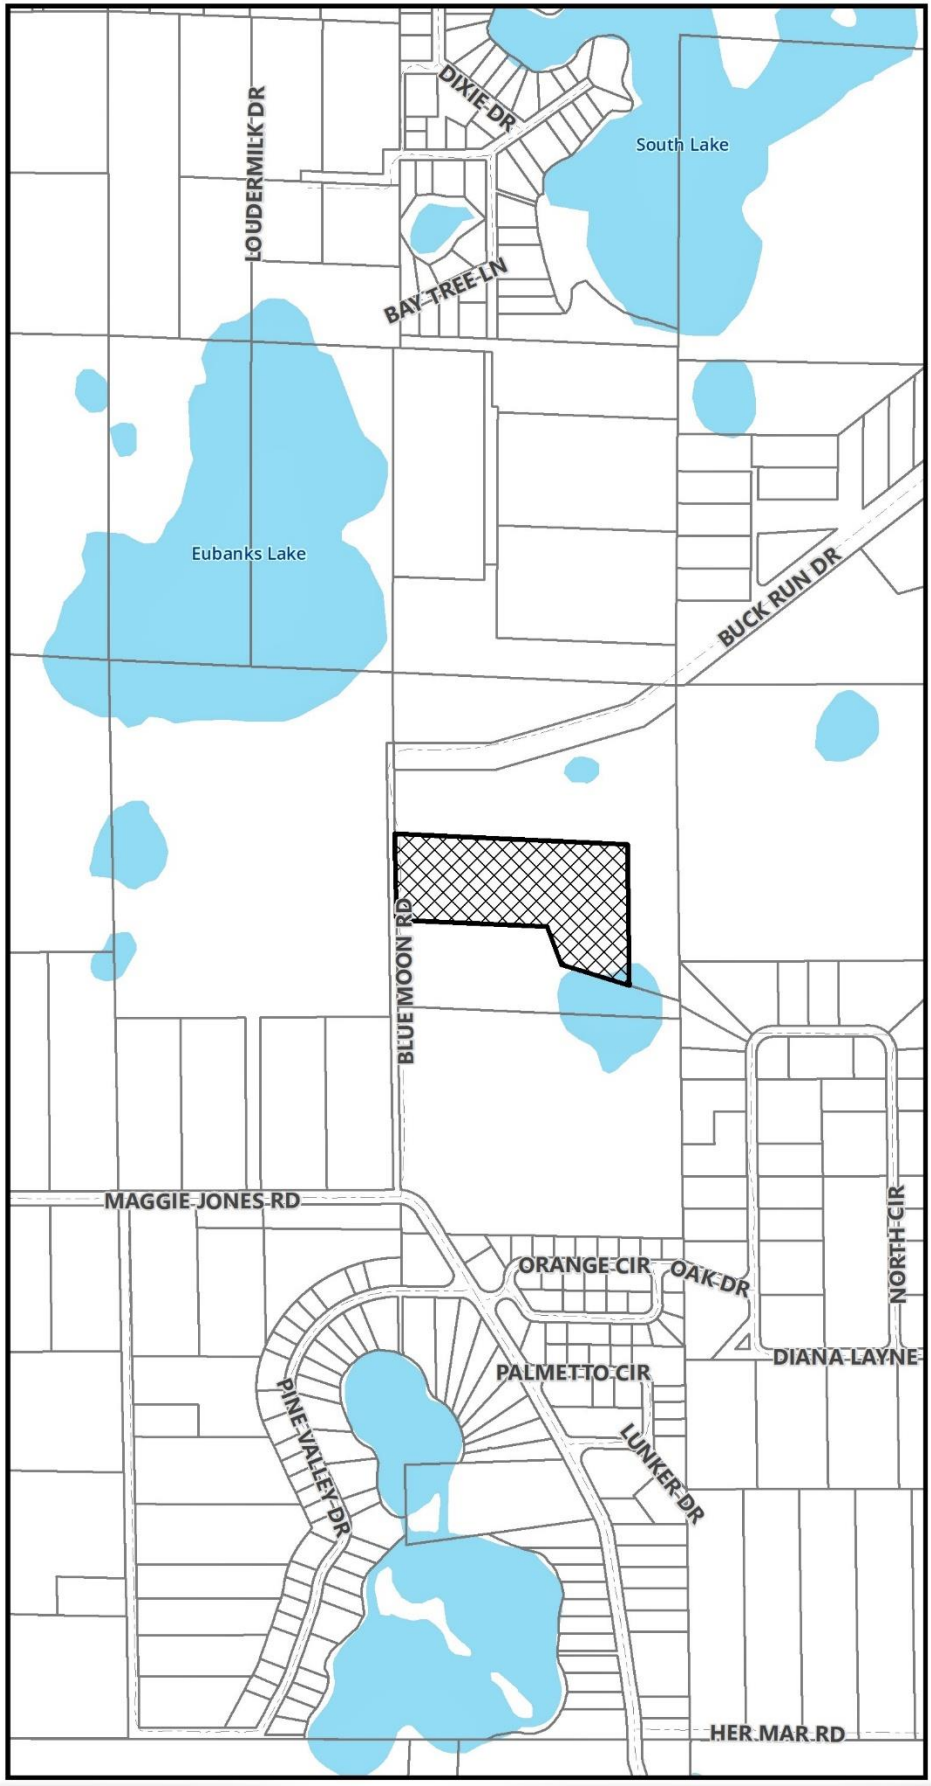 DIXIE DR
LOUDERMILK DR
South Lake
BAY TREE LN
Eubanks Lake
BUCK RUN DR
BLUE MOON RD
MAGGIE JONES RD
ORANGE CIR
OAK DR
NORTH CIR
DIANA LAYNE
PALMETTO CIR
PINE VALLEY DR
LUNKER DR
HER MAR RD